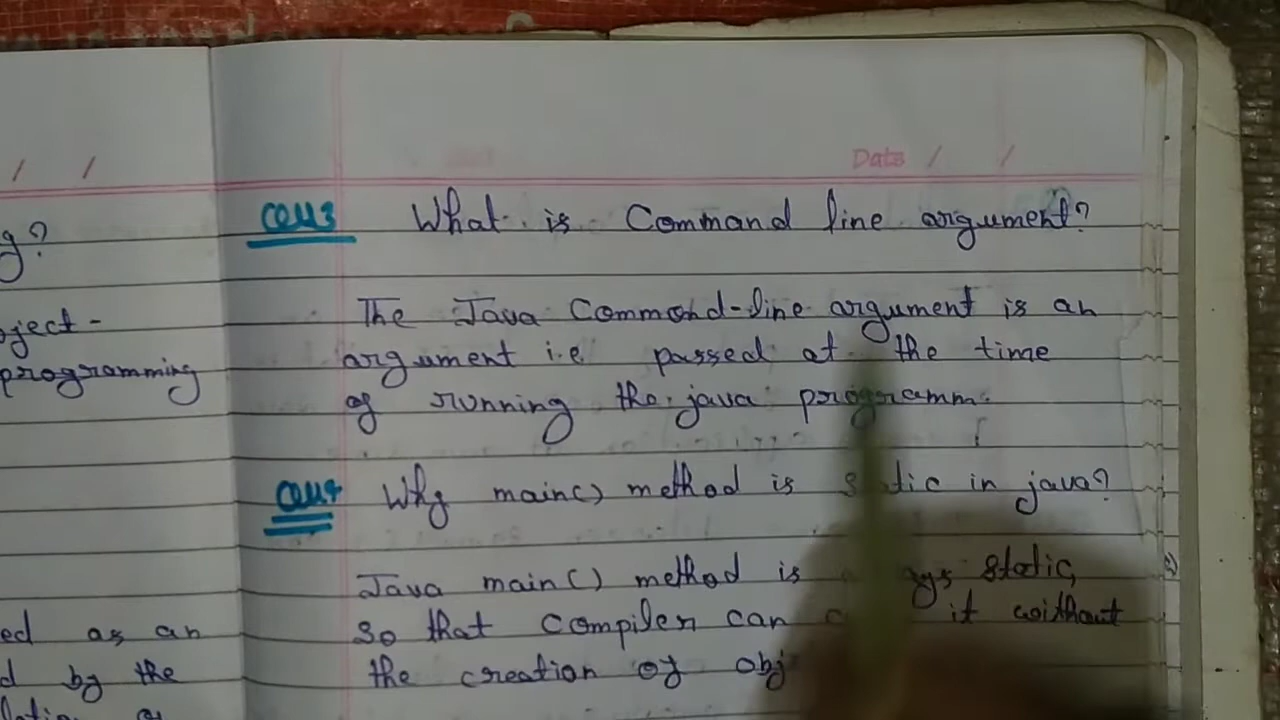 Date / /
/ /
g?
oject-
programming
ed as an
d by the
Que3 What is Command line argument?
The Java Command-line argument is an
argument i.e passed at the time
of running the java programm.
Que4 Why main() method is in java?
Java main() method is static,
So that compiler can it without
the creation of obj